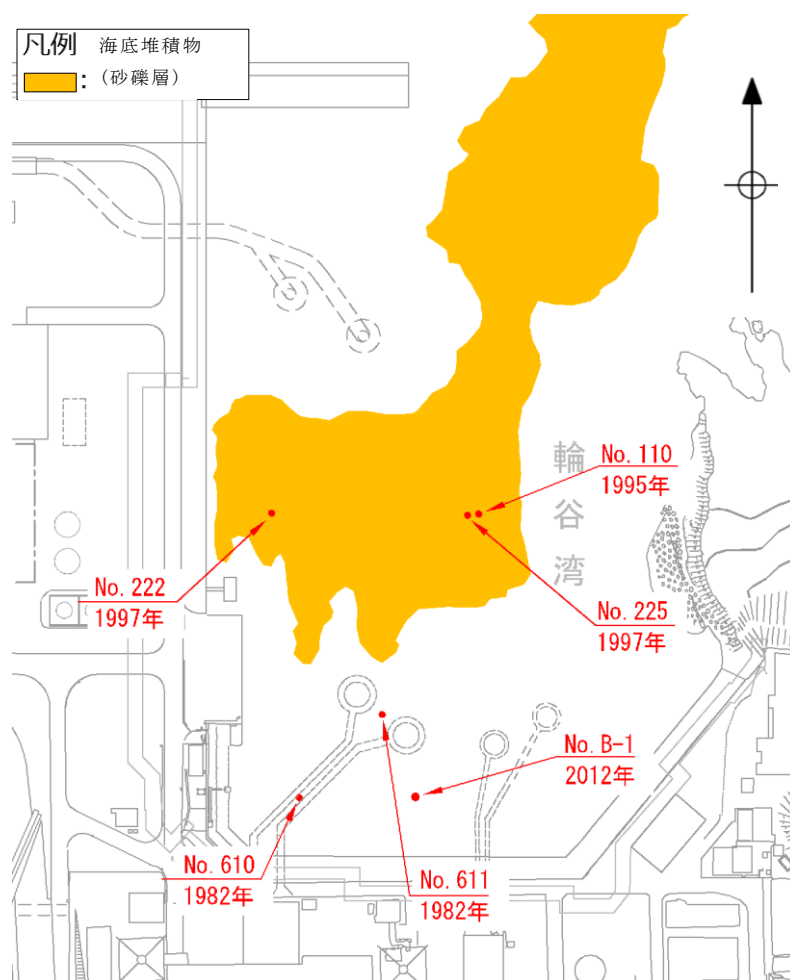 凡例 海底堆積物
:(砂礫層)
輪谷湾
No. 110
1995年
No. 222
1997年
No. 225
1997年
No. B-1
2012年
No. 610
1982年
No. 611
1982年